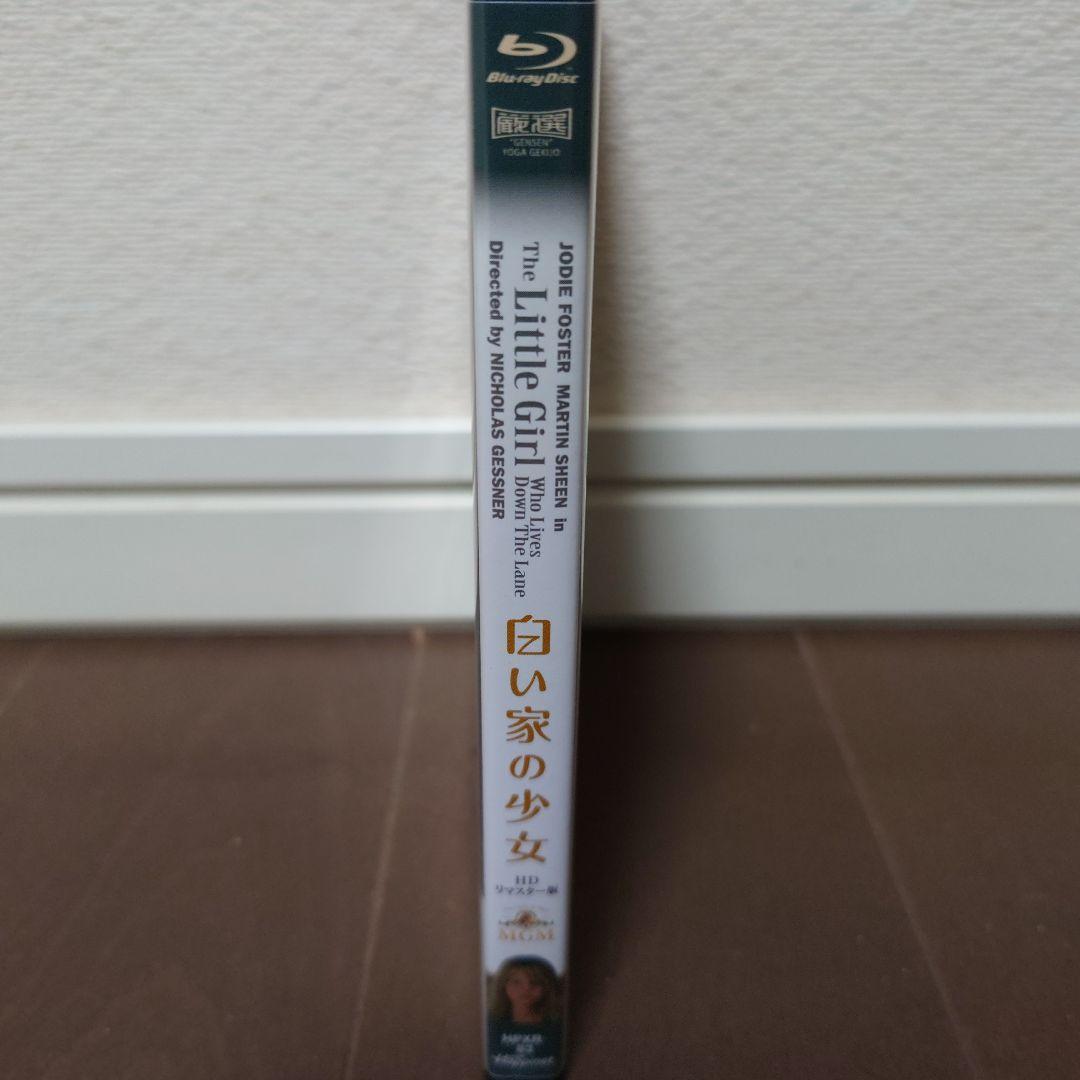 Blu-ray Disc
厳選
"GENSEN"
YOGA GEKIJO
JODIE FOSTER MARTIN SHEEN in
The Little Girl Who Lives Down The Lane
Directed by NICHOLAS GESSNER
白い家の少女
HD
リマスター版
MGM
HPXR